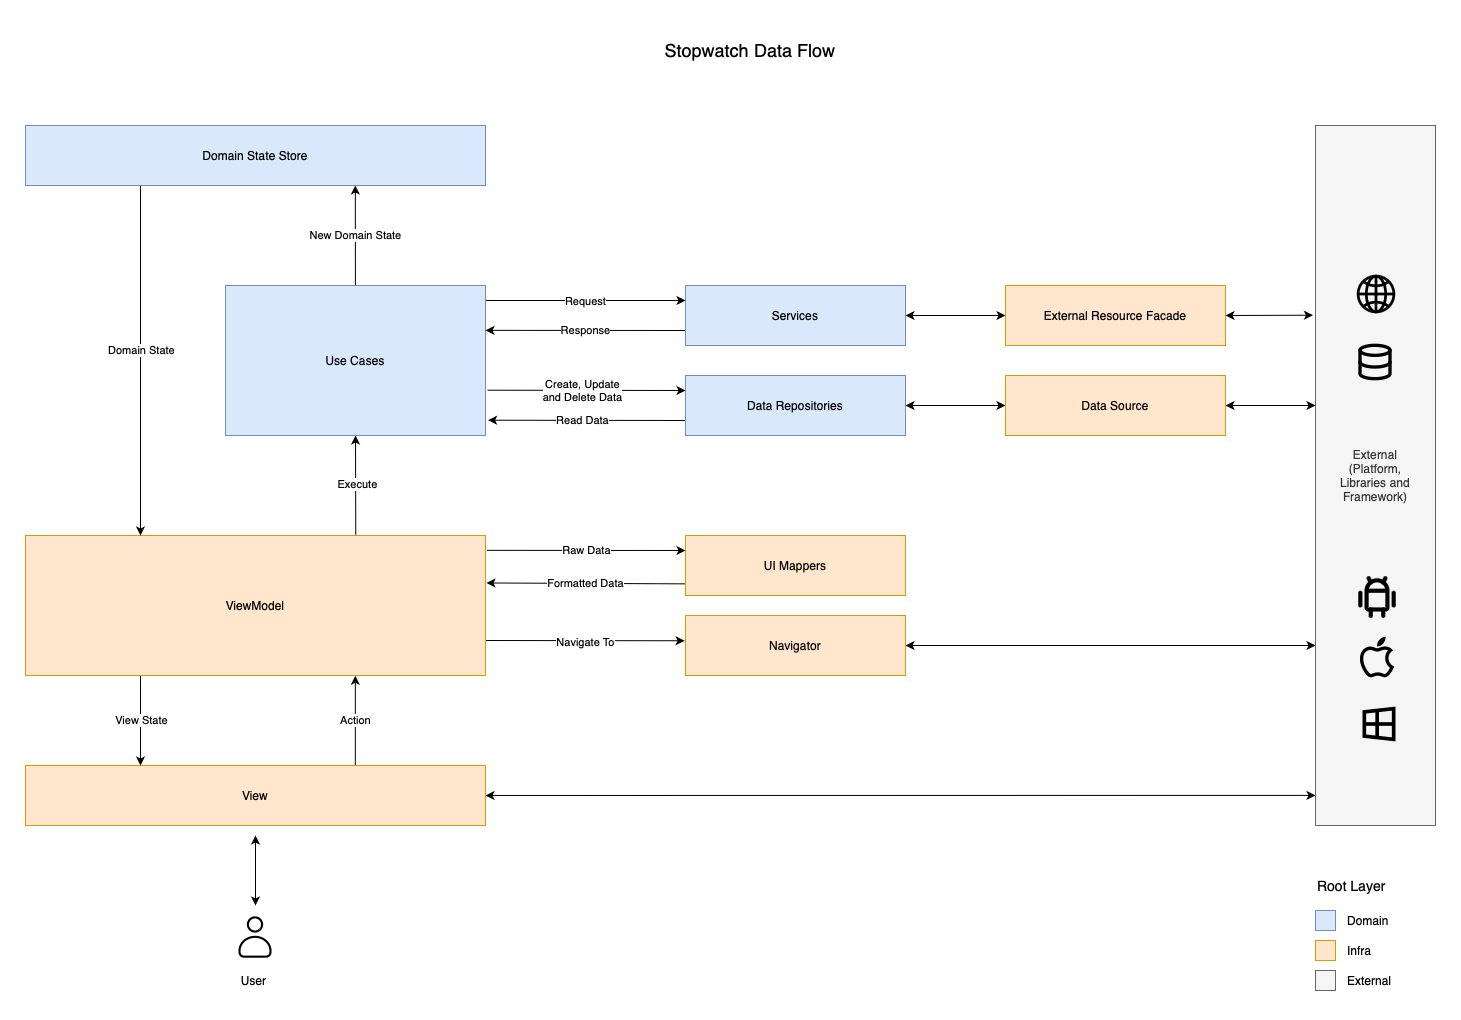 Stopwatch Data Flow
Domain State Store
New Domain State
Domain State
Use Cases
Request
Response
Create, Update
and Delete Data
Read Data
Services
External Resource Facade
Data Repositories
Data Source
External
(Platform,
Libraries and
Framework)
Execute
ViewModel
Raw Data
Formatted Data
UI Mappers
Navigate To
Navigator
View State
Action
View
User
Root Layer
Domain
Infra
External